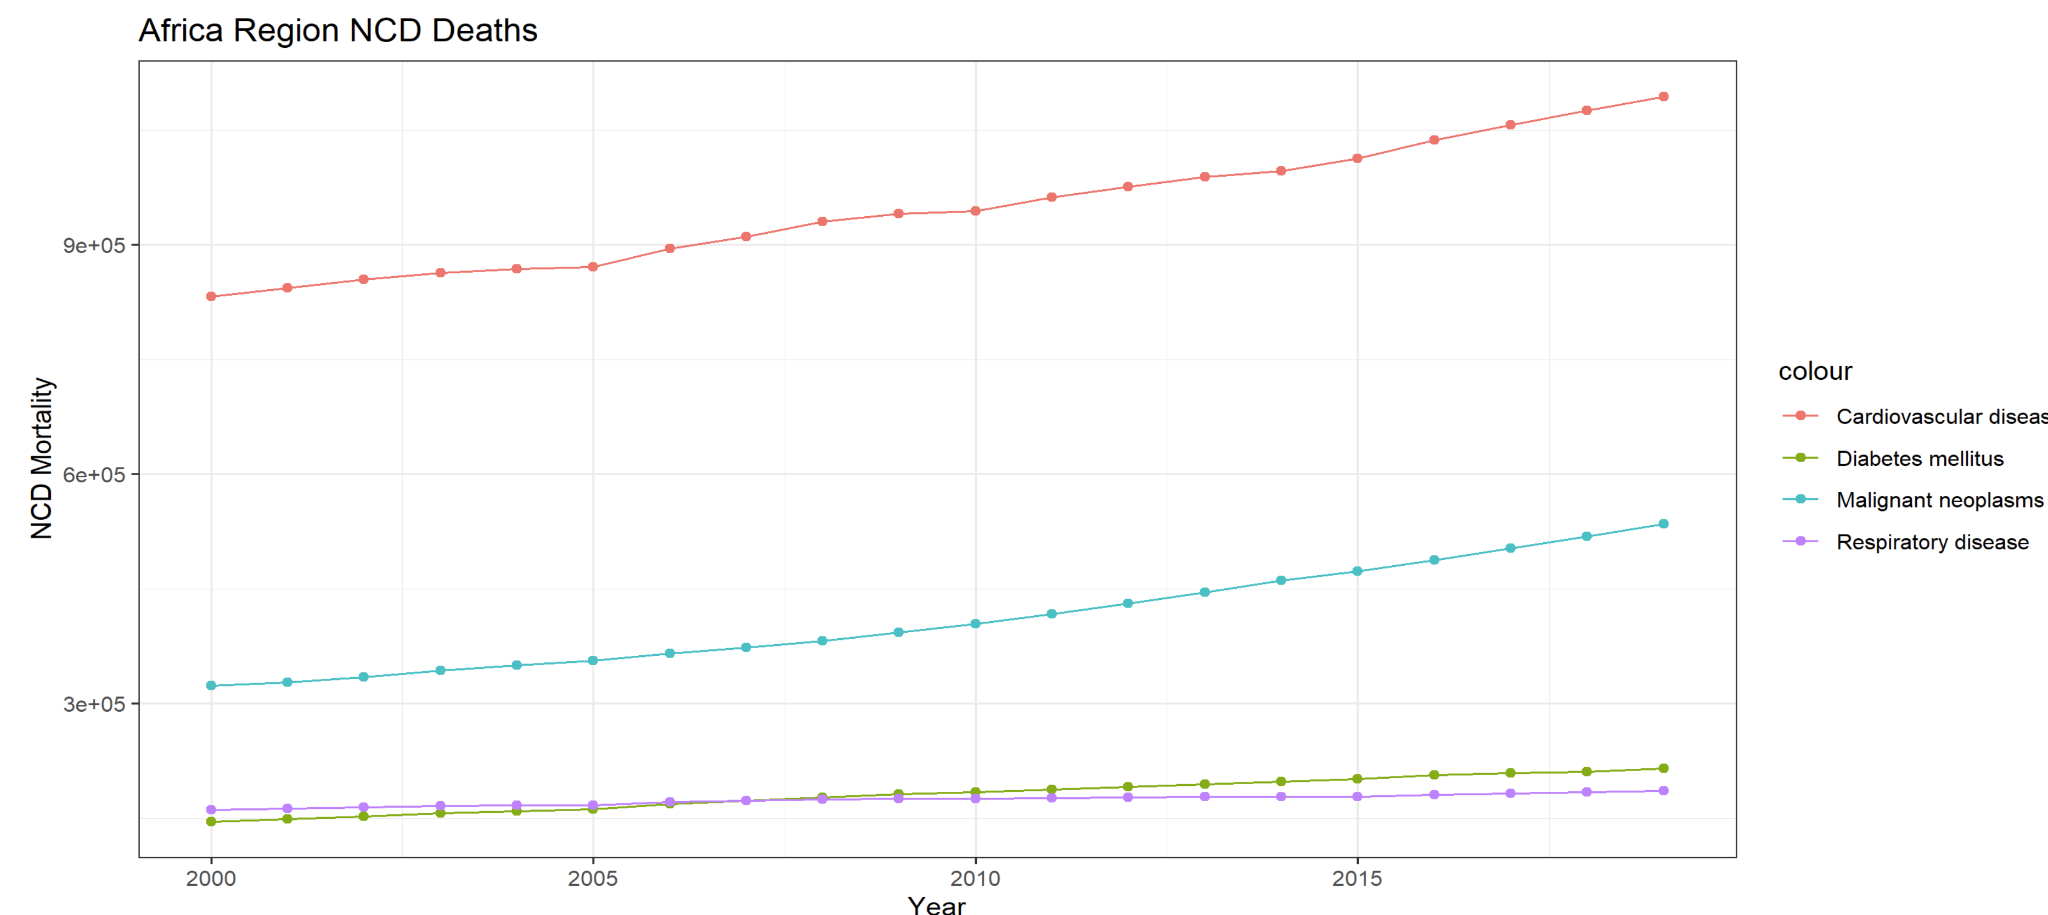 Africa Region NCD Deaths
NCD Mortality
9e+05
6e+05
3e+05
2000
2005
2010
2015
Year
colour
Cardiovascular diseas
Diabetes mellitus
Malignant neoplasms
Respiratory disease